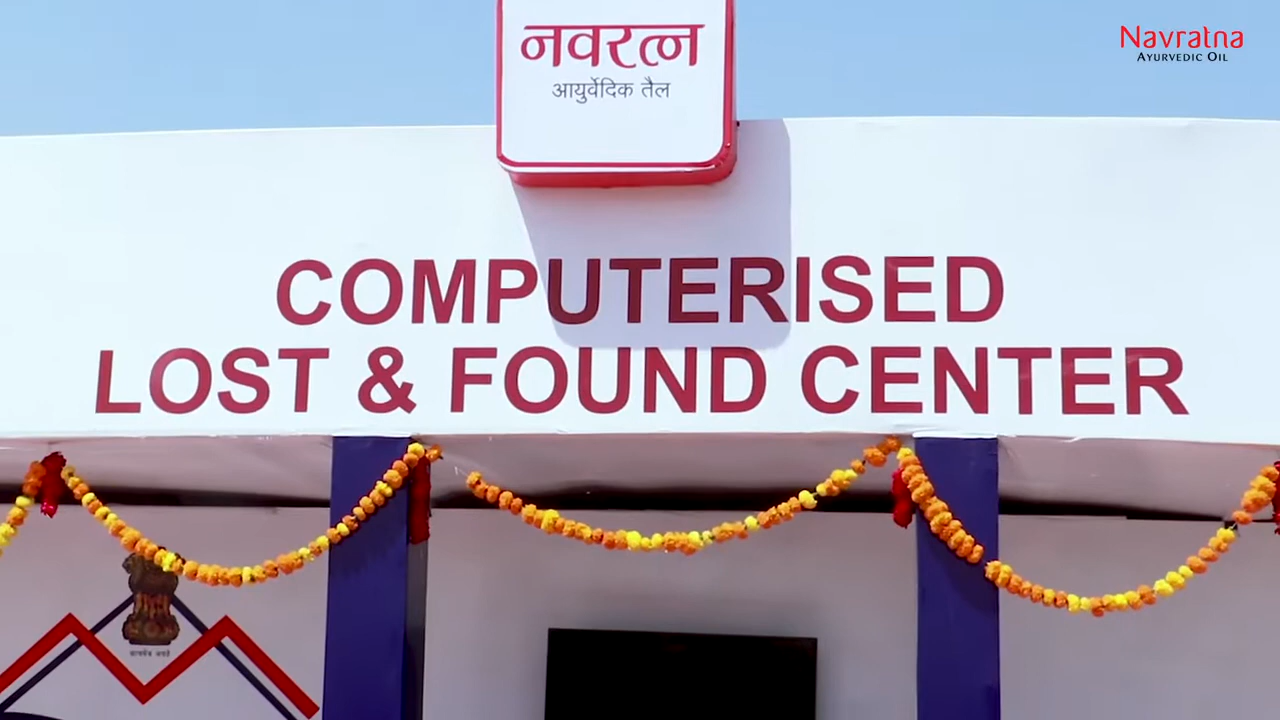 नवरत्न
आयुर्वेदिक तैल
Navratna
AYURVEDIC OIL
COMPUTERISED
LOST & FOUND CENTER